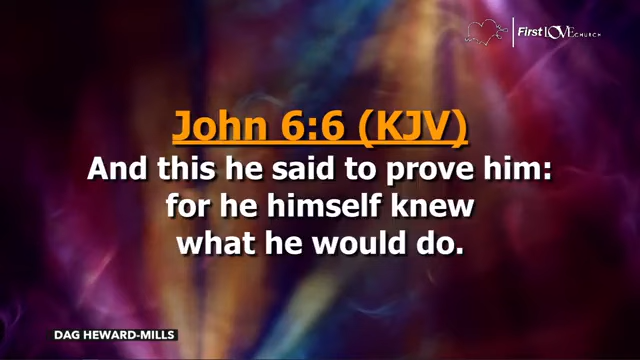 First LOVE CHURCH
John 6:6 (KJV)
And this he said to prove him:
for he himself knew
what he would do.
DAG HEWARD-MILLS